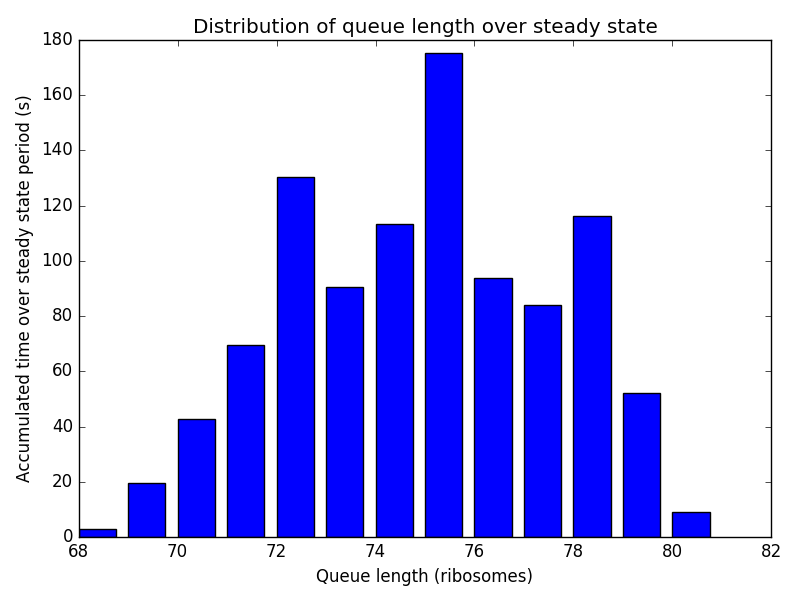 Distribution of queue length over steady state
Accumulated time over steady state period (s)
180
160
140
120
100
80
60
40
20
0
68 70 72 74 76 78 80 82
Queue length (ribosomes)